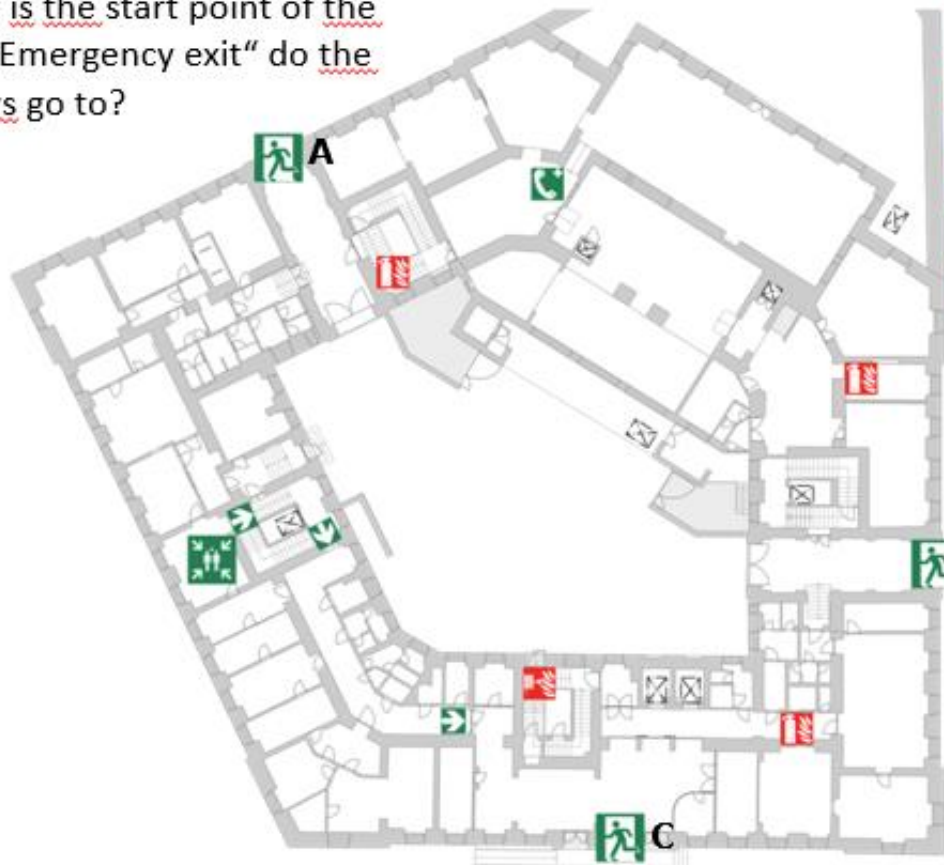 is the start point of the
Emergency exit“ do the
go to?
A
C